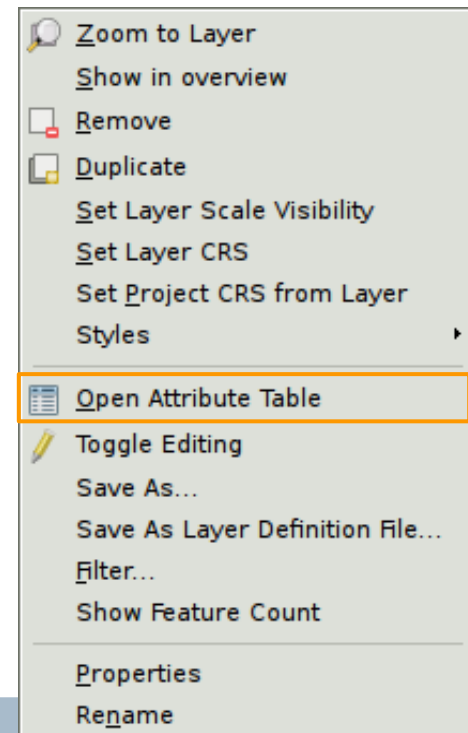 Zoom to Layer
Show in overview
Remove
Duplicate
Set Layer Scale Visibility
Set Layer CRS
Set Project CRS from Layer
Styles
Open Attribute Table
Toggle Editing
Save As...
Save As Layer Definition File...
Filter...
Show Feature Count
Properties
Rename